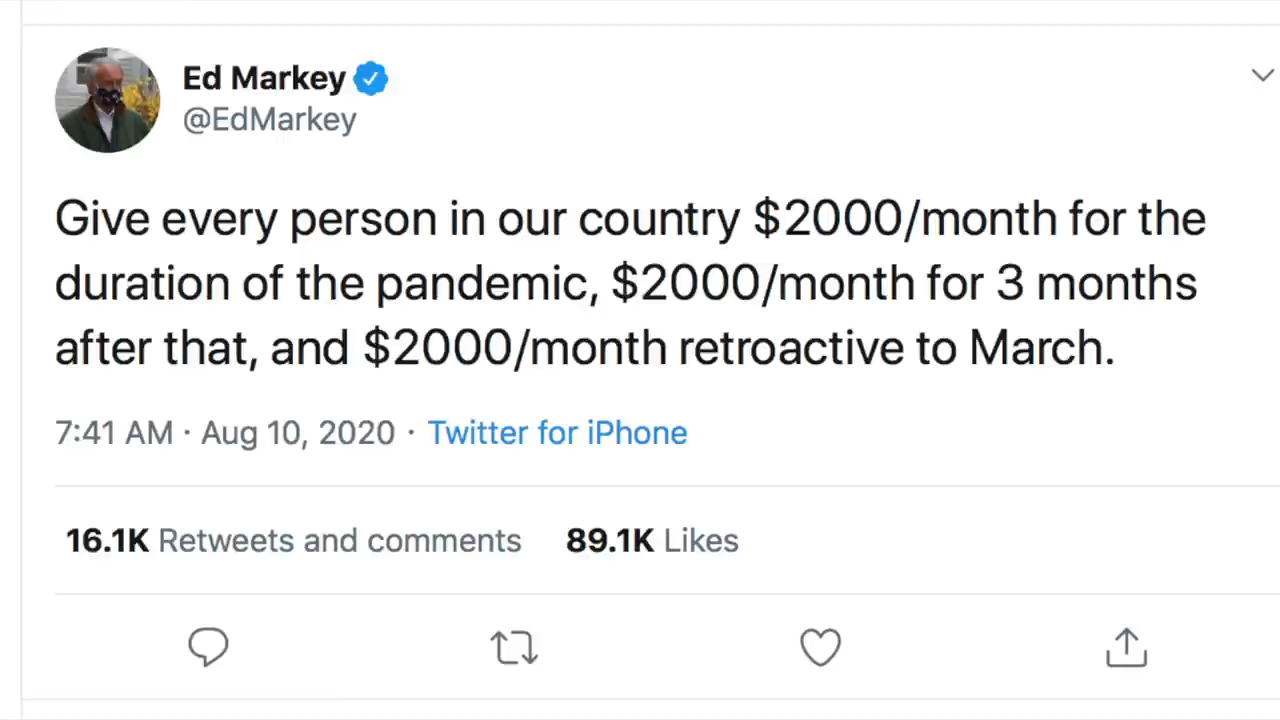 Ed Markey
@EdMarkey
Give every person in our country $2000/month for the
duration of the pandemic, $2000/month for 3 months
after that, and $2000/month retroactive to March.
7:41 AM · Aug 10, 2020 · Twitter for iPhone
16.1K Retweets and comments 89.1K Likes